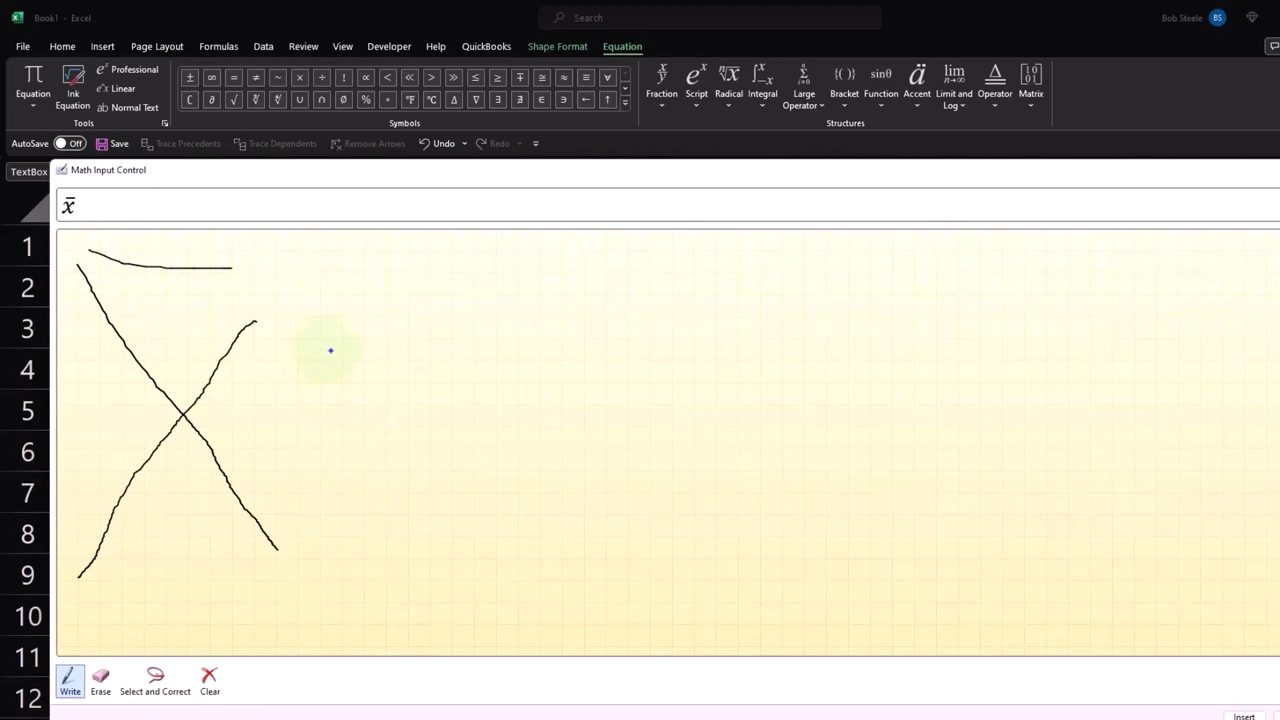 Book1 - Excel
Search
Bob Steele
BS
File Home Insert Page Layout Formulas Data Review View Developer Help QuickBooks Shape Format Equation
Equation
Ink Equation
Professional
Linear
Normal Text
Tools
± ∞ = ≠ ~ × ÷ ! ∝ < ≪ > ≫ ≤ ≥ ∓ ≅ ≈ ≡ ∀
∁ ∂ √ ∛ ∜ ∪ ∩ ∅ % ° °F °C ∆ ∇ ∃ ∄ ∈ ∋ ← ↑
Symbols
Fraction
Script
Radical
Integral
Large Operator
Bracket
Function
Accent
Limit and Log
Operator
Matrix
Structures
AutoSave Off Save Trace Precedents Trace Dependents Remove Arrows Undo Redo
TextBox
Math Input Control
x̄
1
2
3
4
5
6
7
8
9
10
11
12
x̄
Write Erase Select and Correct Clear
Insert